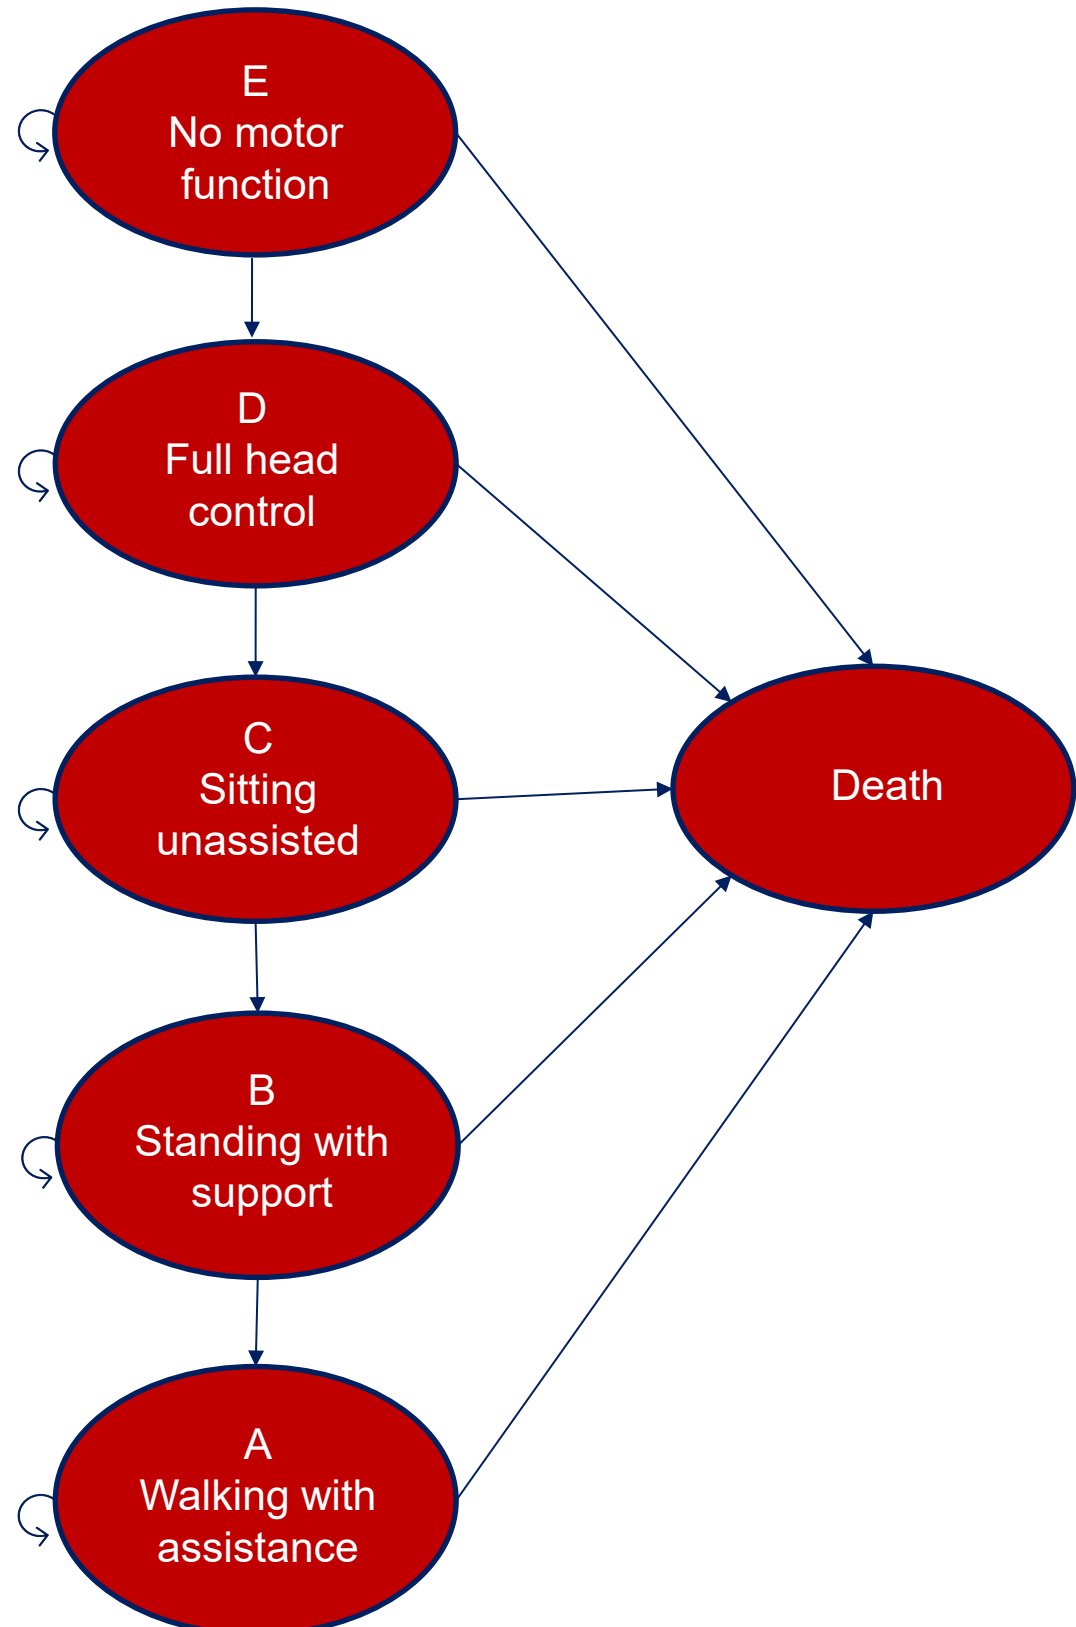 E
No motor
function
D
Full head
control
C
Sitting
unassisted
Death
B
Standing with
support
A
Walking with
assistance